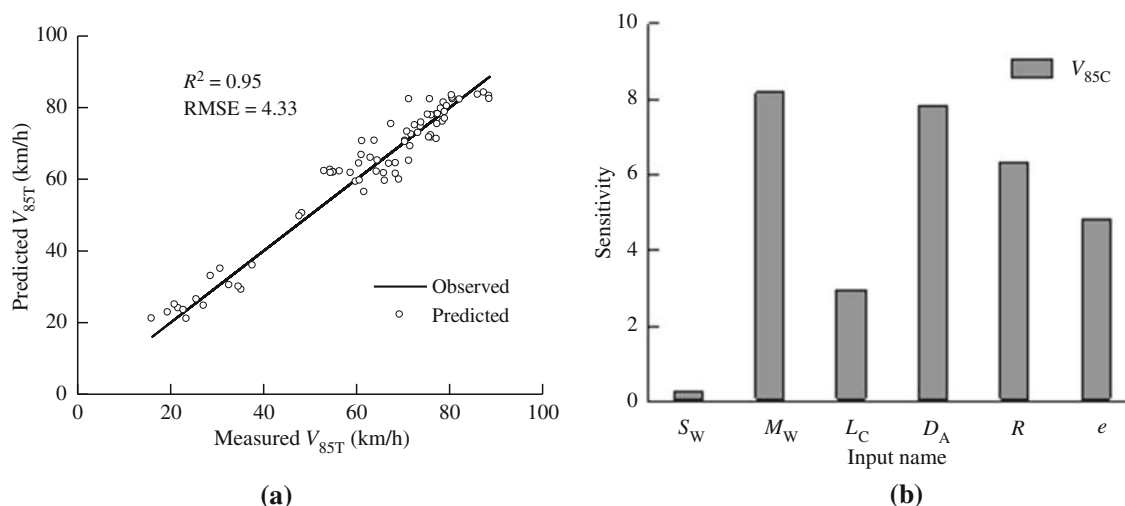 100
80
60
40
20
0
Predicted V85T (km/h)
R2 = 0.95
RMSE = 4.33
Observed
Predicted
0 20 40 60 80 100
Measured V85T (km/h)
(a)
10
8
6
4
2
0
Sensitivity
V85C
SW MW LC DA R e
Input name
(b)